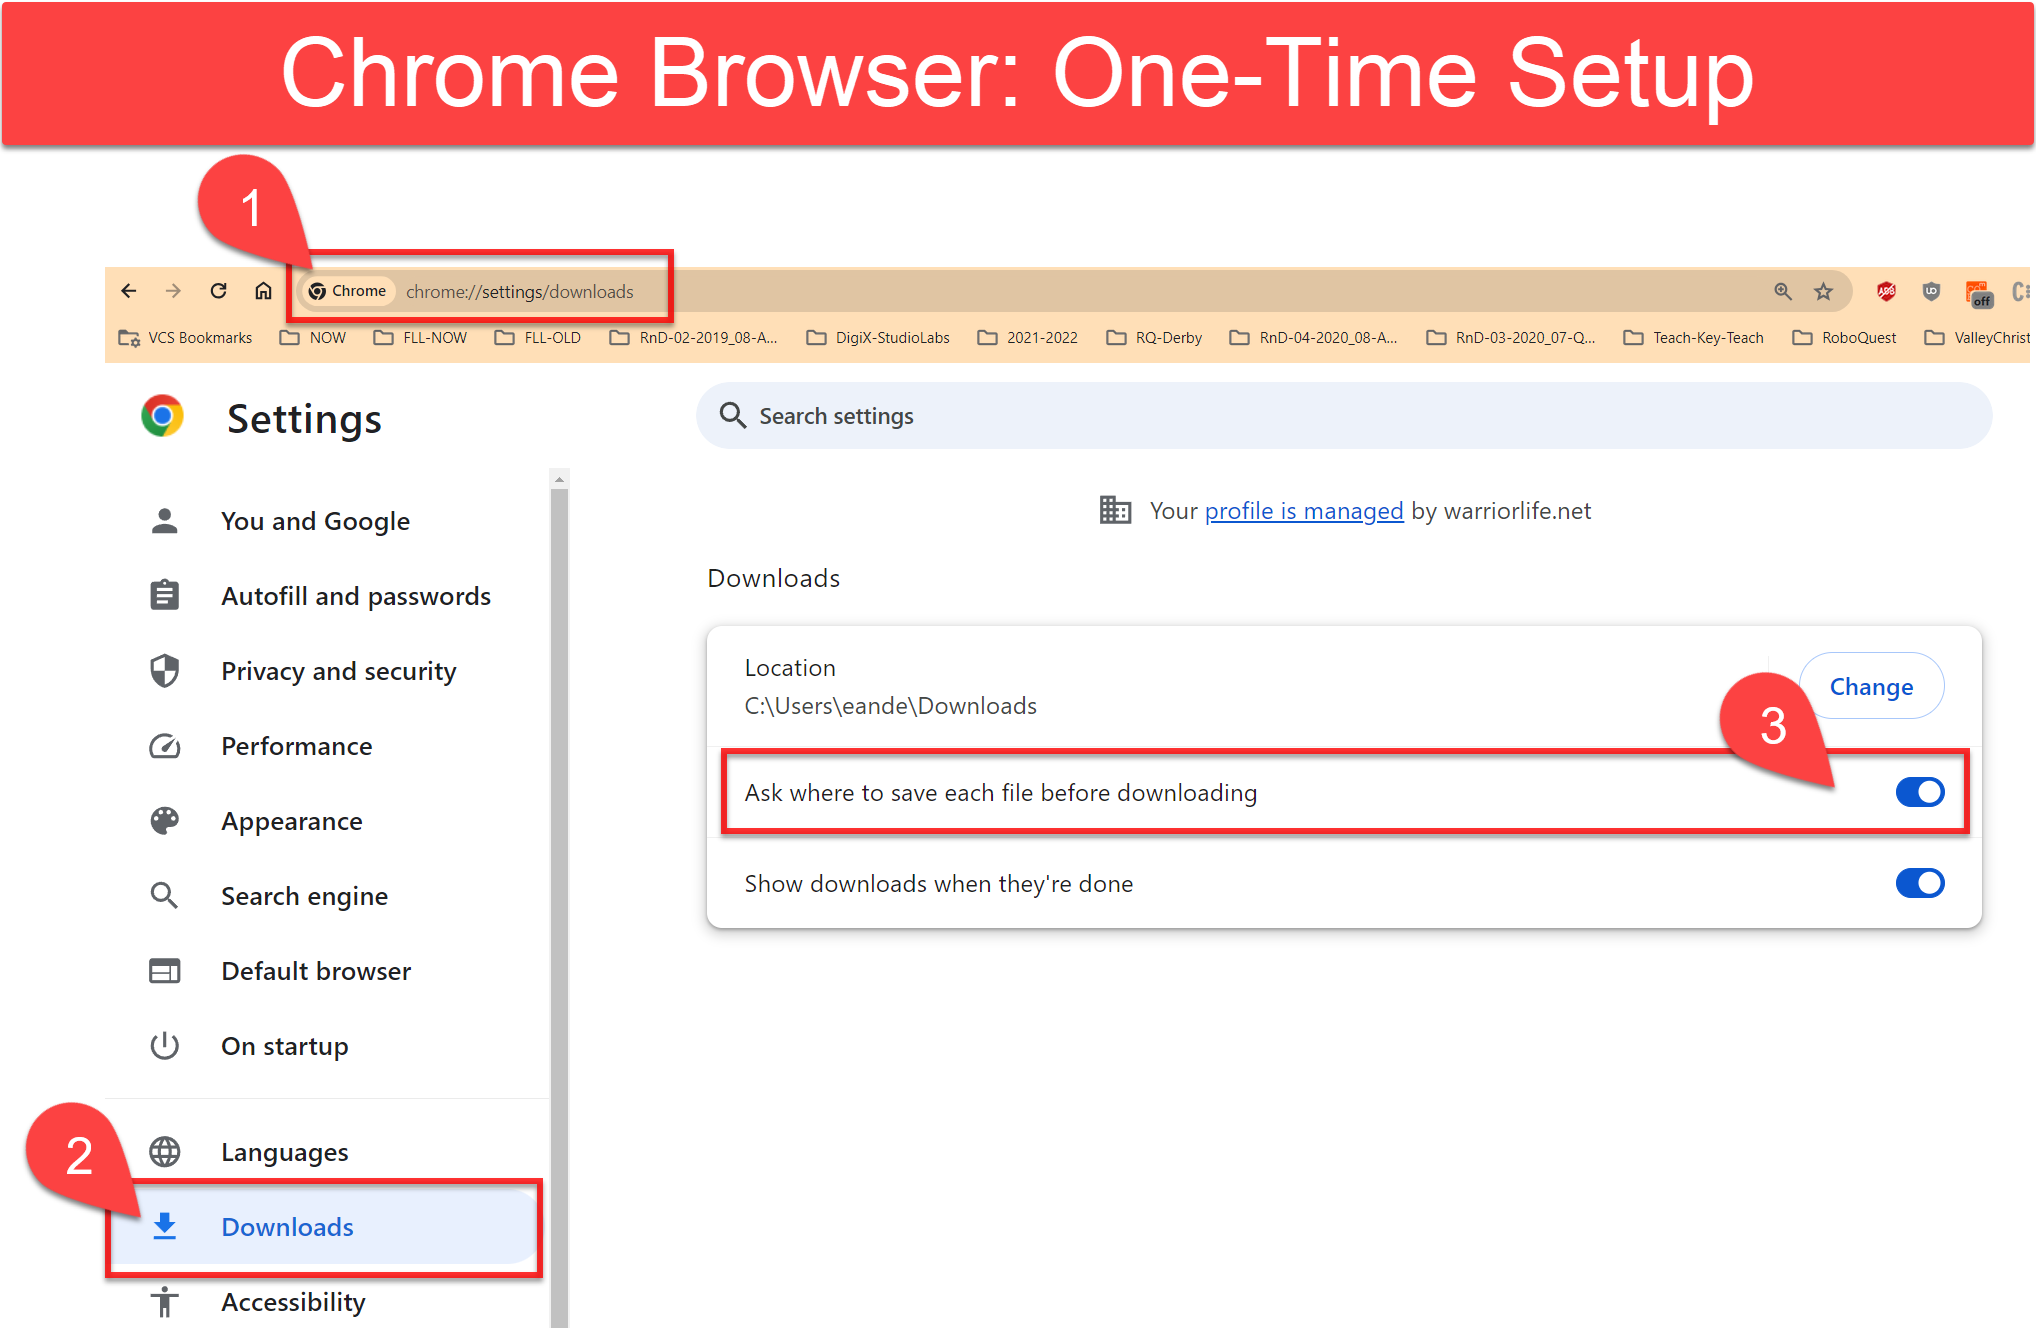 Chrome Browser: One-Time Setup
1
Chrome chrome://settings/downloads
off
VCS Bookmarks NOW FLL-NOW FLL-OLD RnD-02-2019_08-A... DigiX-StudioLabs 2021-2022 RQ-Derby RnD-04-2020_08-A... RnD-03-2020_07-Q... Teach-Key-Teach RoboQuest ValleyChrist
Settings
Search settings
You and Google
Autofill and passwords
Privacy and security
Performance
Appearance
Search engine
Default browser
On startup
2
Languages
Downloads
Accessibility
Your profile is managed by warriorlife.net
Downloads
Location
C:\Users\eande\Downloads
Change
3
Ask where to save each file before downloading
Show downloads when they're done